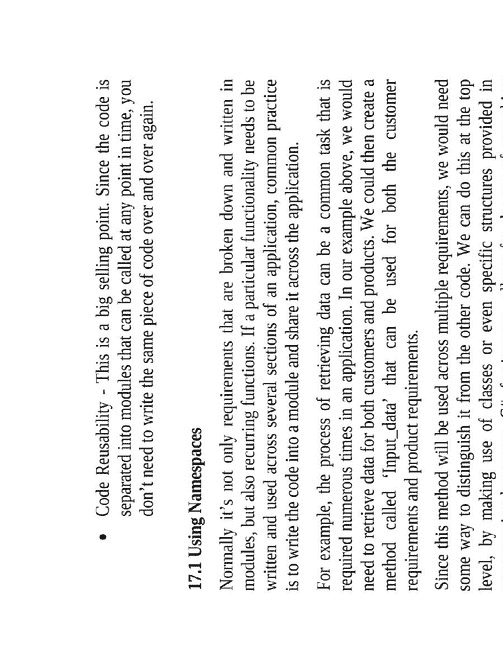 • Code Reusability - This is a big selling point. Since the code is
separated into modules that can be called at any point in time, you
don't need to write the same piece of code over and over again.
17.1 Using Namespaces
Normally it's not only requirements that are broken down and written in
modules, but also recurring functions. If a particular functionality needs to be
written and used across several sections of an application, common practice
is to write the code into a module and share it across the application.
For example, the process of retrieving data can be a common task that is
required numerous times in an application. In our example above, we would
need to retrieve data for both customers and products. We could then create a
method called 'Input_data' that can be used for both the customer
requirements and product requirements.
Since this method will be used across multiple requirements, we would need
some way to distinguish it from the other code. We can do this at the top
level, by making use of classes or even specific structures provided in